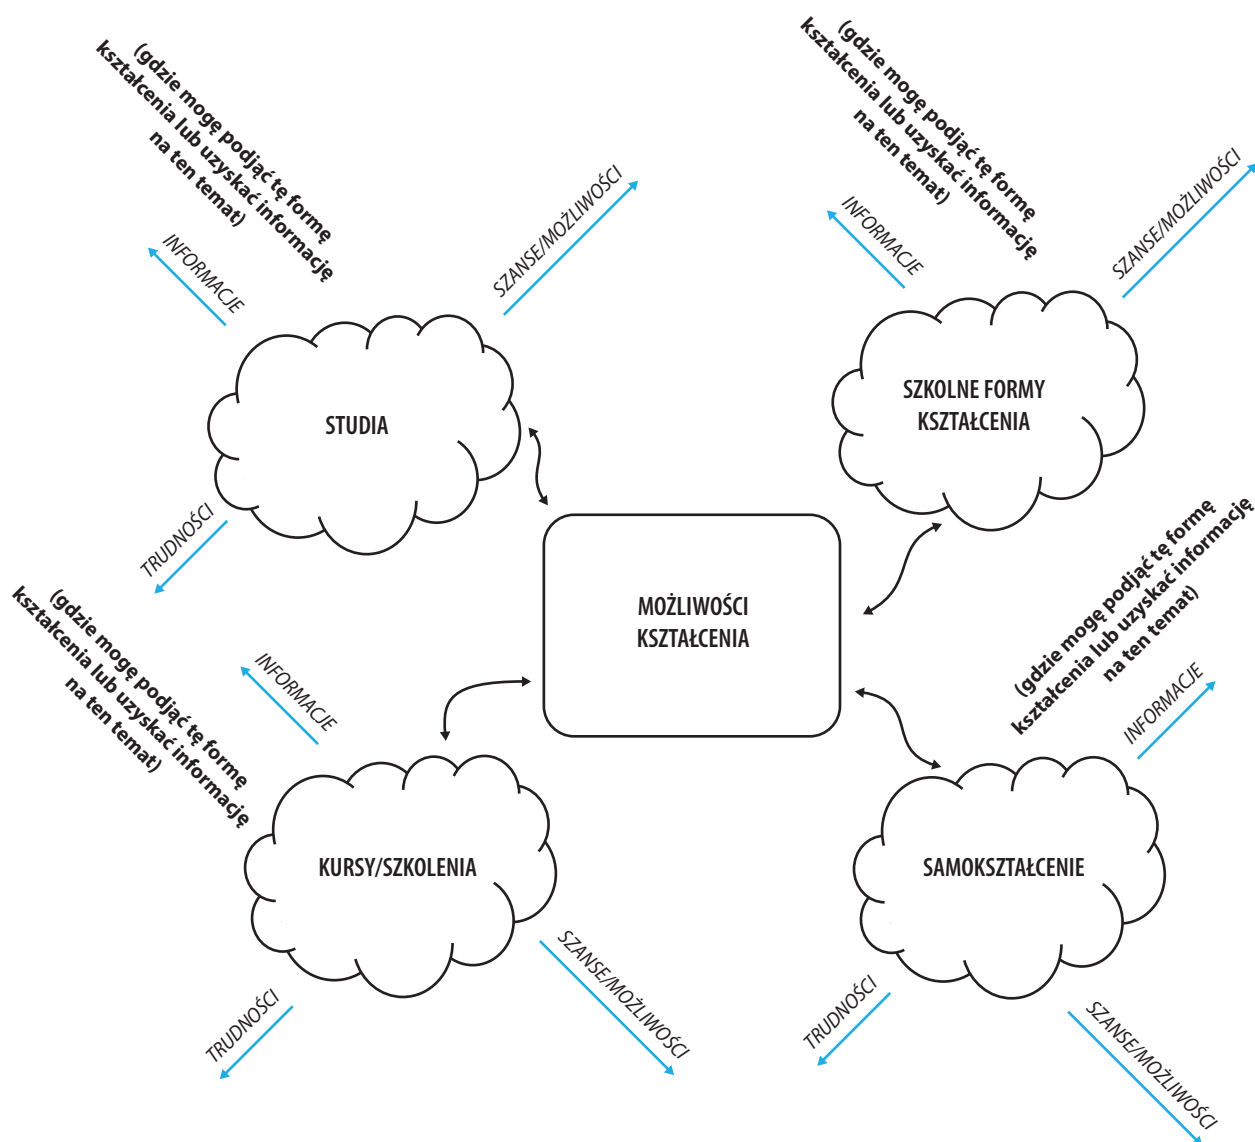 (gdzie mogę podjąć tę formę
kształcenia lub uzyskać informację
na ten temat)
INFORMACJE
SZANSE/MOŻLIWOŚCI
STUDIA
TRUDNOŚCI
(gdzie mogę podjąć tę formę
kształcenia lub uzyskać informację
na ten temat)
INFORMACJE
SZANSE/MOŻLIWOŚCI
SZKOLNE FORMY
KSZTAŁCENIA
MOŻLIWOŚCI
KSZTAŁCENIA
(gdzie mogę podjąć tę formę
kształcenia lub uzyskać informację
na ten temat)
INFORMACJE
KURSY/SZKOLENIA
TRUDNOŚCI
SZANSE/MOŻLIWOŚCI
(gdzie mogę podjąć tę formę
kształcenia lub uzyskać informację
na ten temat)
INFORMACJE
SAMOKSZTAŁCENIE
TRUDNOŚCI
SZANSE/MOŻLIWOŚCI